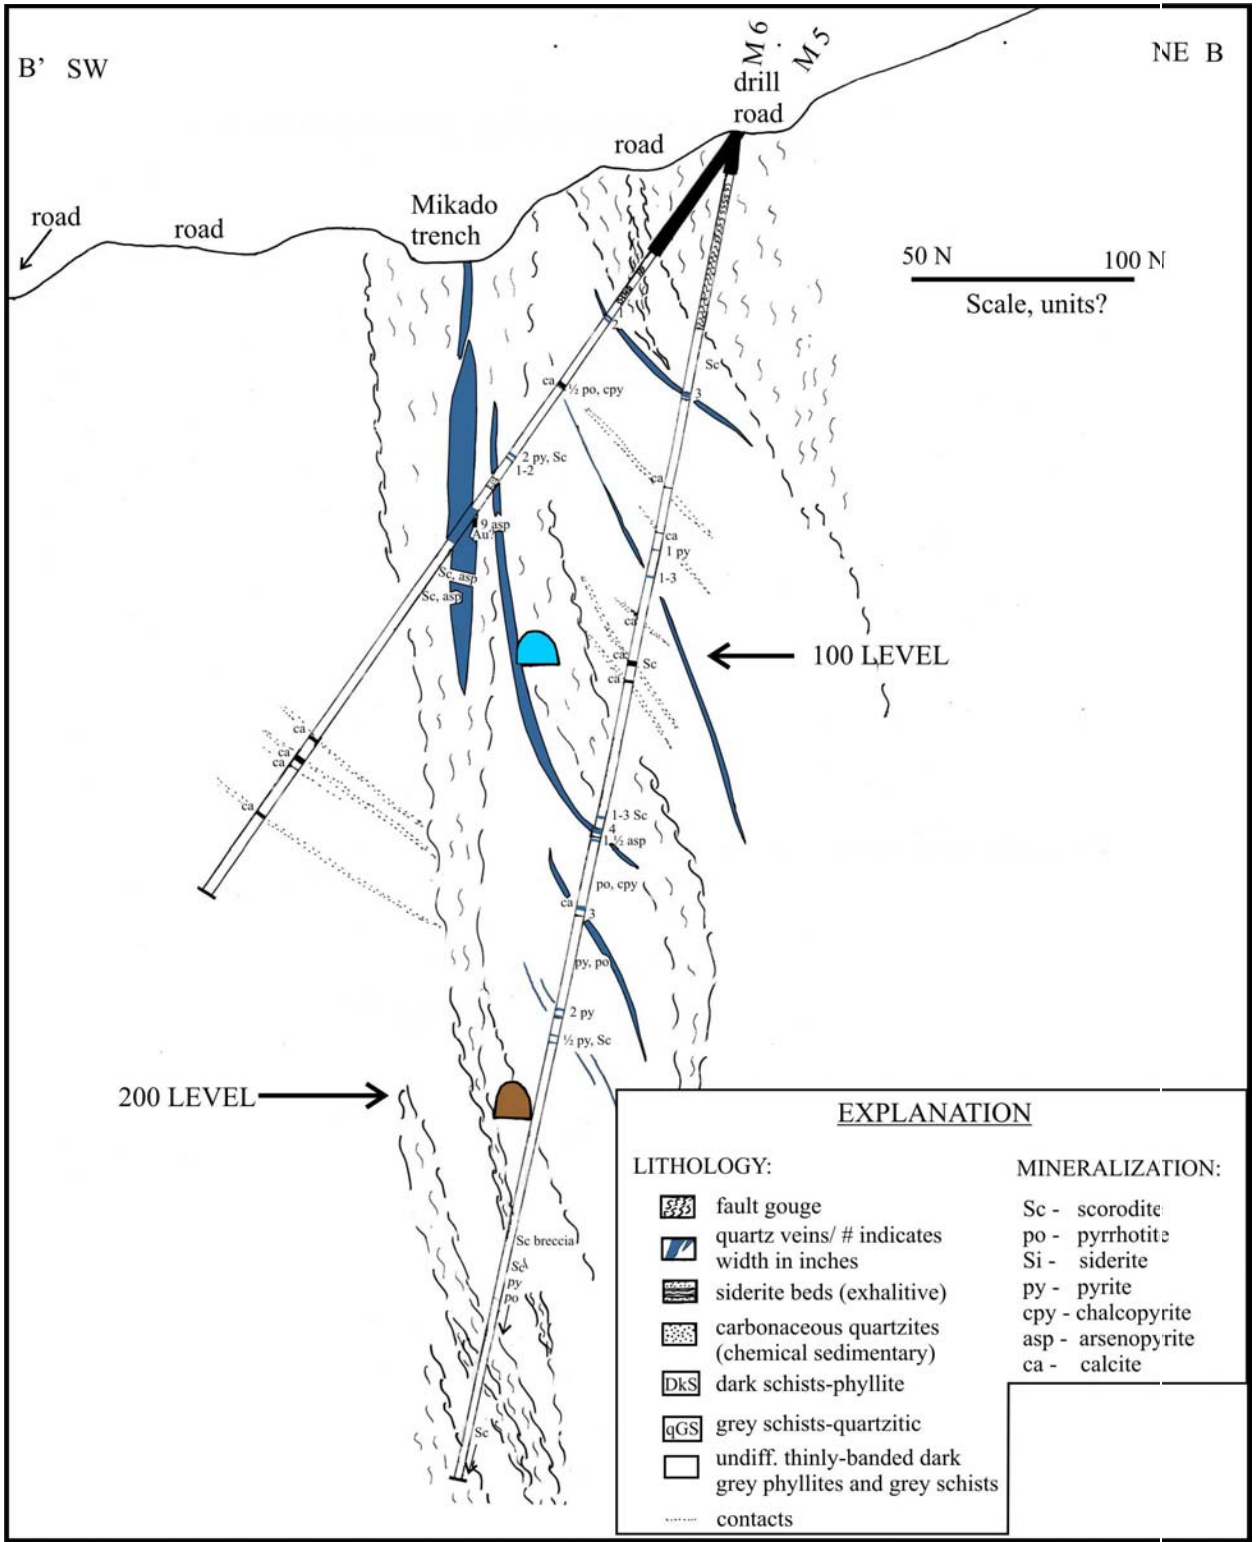 B' SW
M 6
M 5
NE B
drill
road
road
Mikado
trench
road
road
50 N
100 N
Scale, units?
1
2
Sc
3
ca
½ po, cpy
2 py, Sc
1-2
ca
9 asp
Au?
ca
1 py
Sc, asp
1-3
Sc, asp
ca
ca
Sc
ca
100 LEVEL
ca
ca
ca
ca
1-3 Sc
4
1 ½ asp
po, cpy
ca
3
py, po
2 py
½ py, Sc
200 LEVEL
Sc breccia
Sc
py
po
Sc
EXPLANATION
LITHOLOGY:
fault gouge
quartz veins/ # indicates
width in inches
siderite beds (exhalitive)
carbonaceous quartzites
(chemical sedimentary)
DkS dark schists-phyllite
qGS grey schists-quartzitic
undiff. thinly-banded dark
grey phyllites and grey schists
contacts
MINERALIZATION:
Sc - scorodite
po - pyrrhotite
Si - siderite
py - pyrite
cpy - chalcopyrite
asp - arsenopyrite
ca - calcite